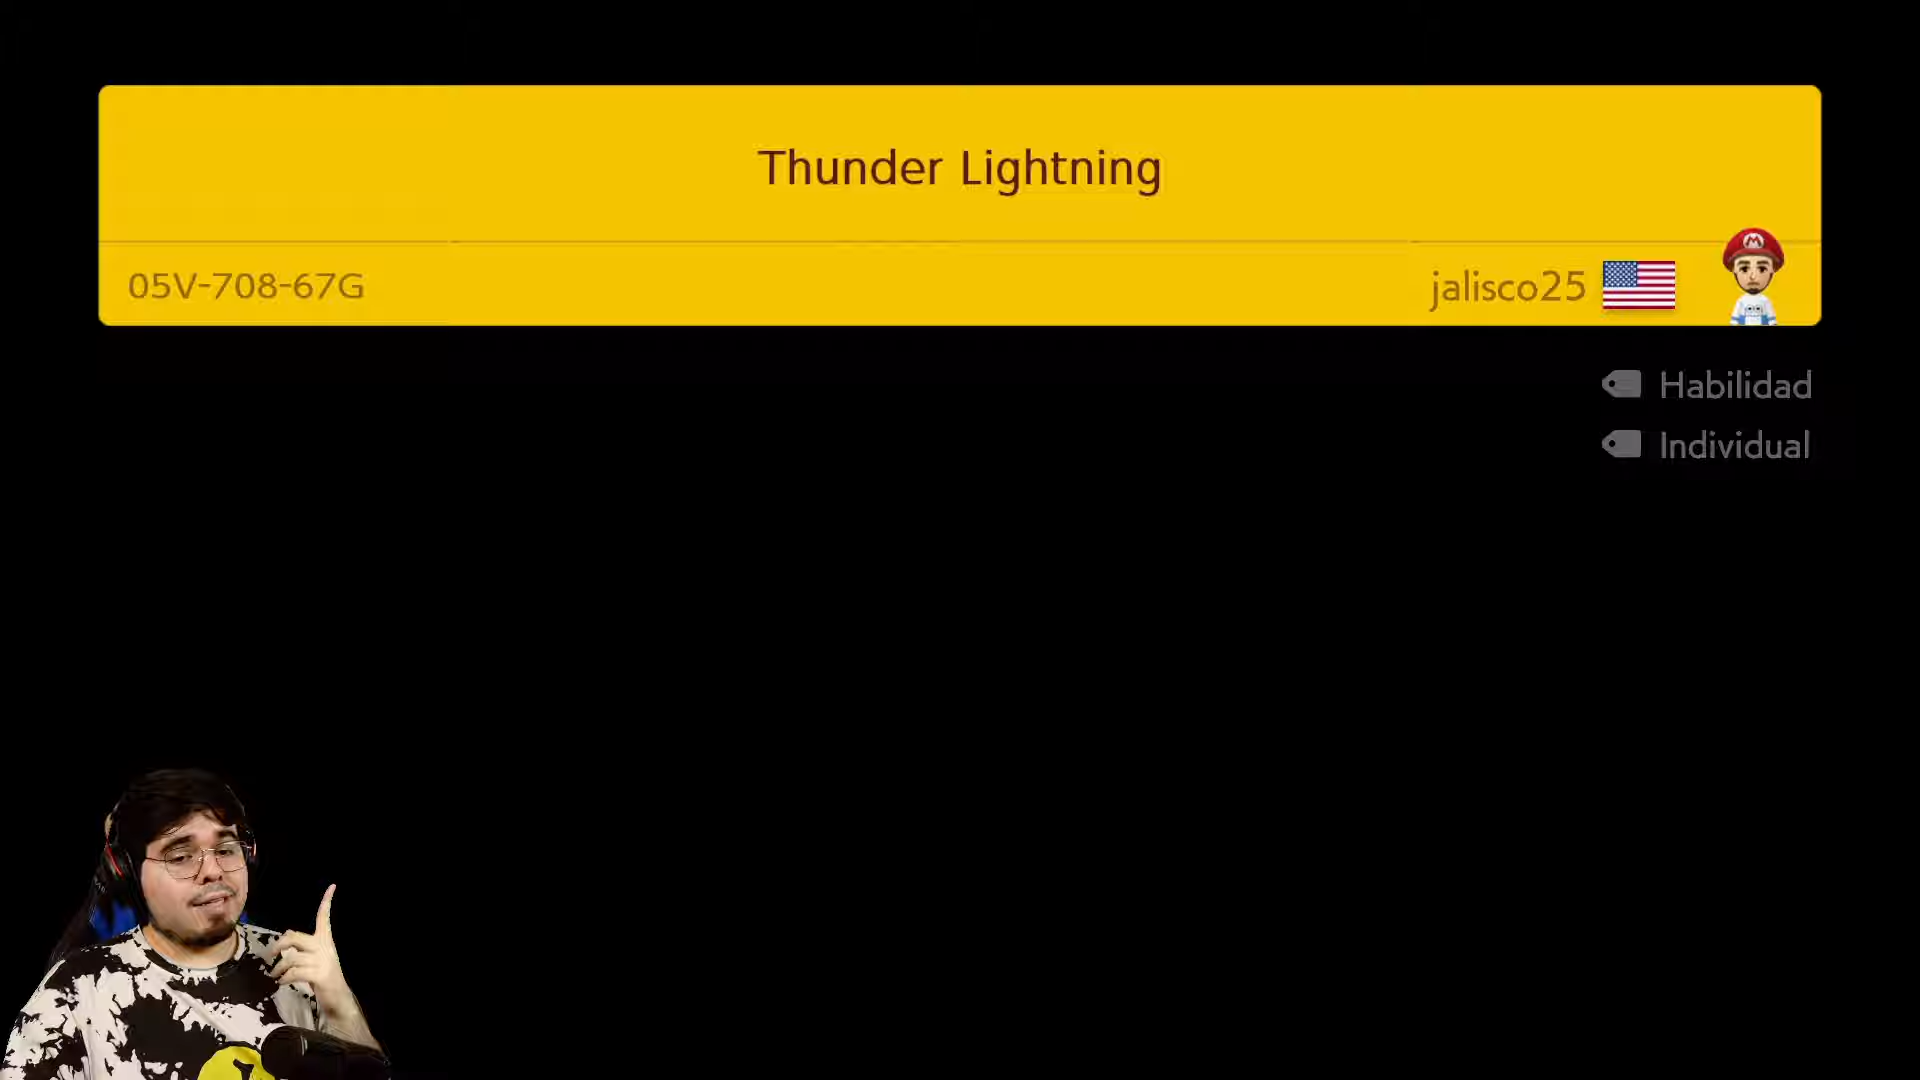 Thunder Lightning
05V-708-67G
jalisco25
Habilidad
Individual